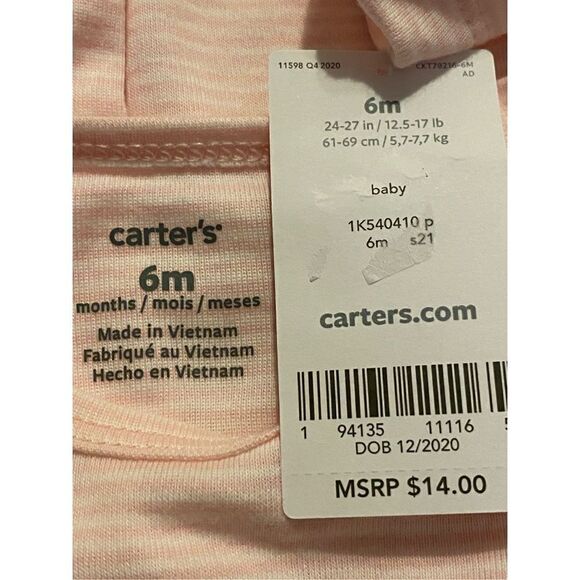 carter's
6m
months / mois / meses
Made in Vietnam
Fabriqué au Vietnam
Hecho en Vietnam
11598 Q4 2020
AD
6m
24-27 in / 12.5-17 lb
61-69 cm / 5,7-7,7 kg
baby
1K540410 p
6m s21
carters.com
1 94135 11116 5
DOB 12/2020
MSRP $14.00